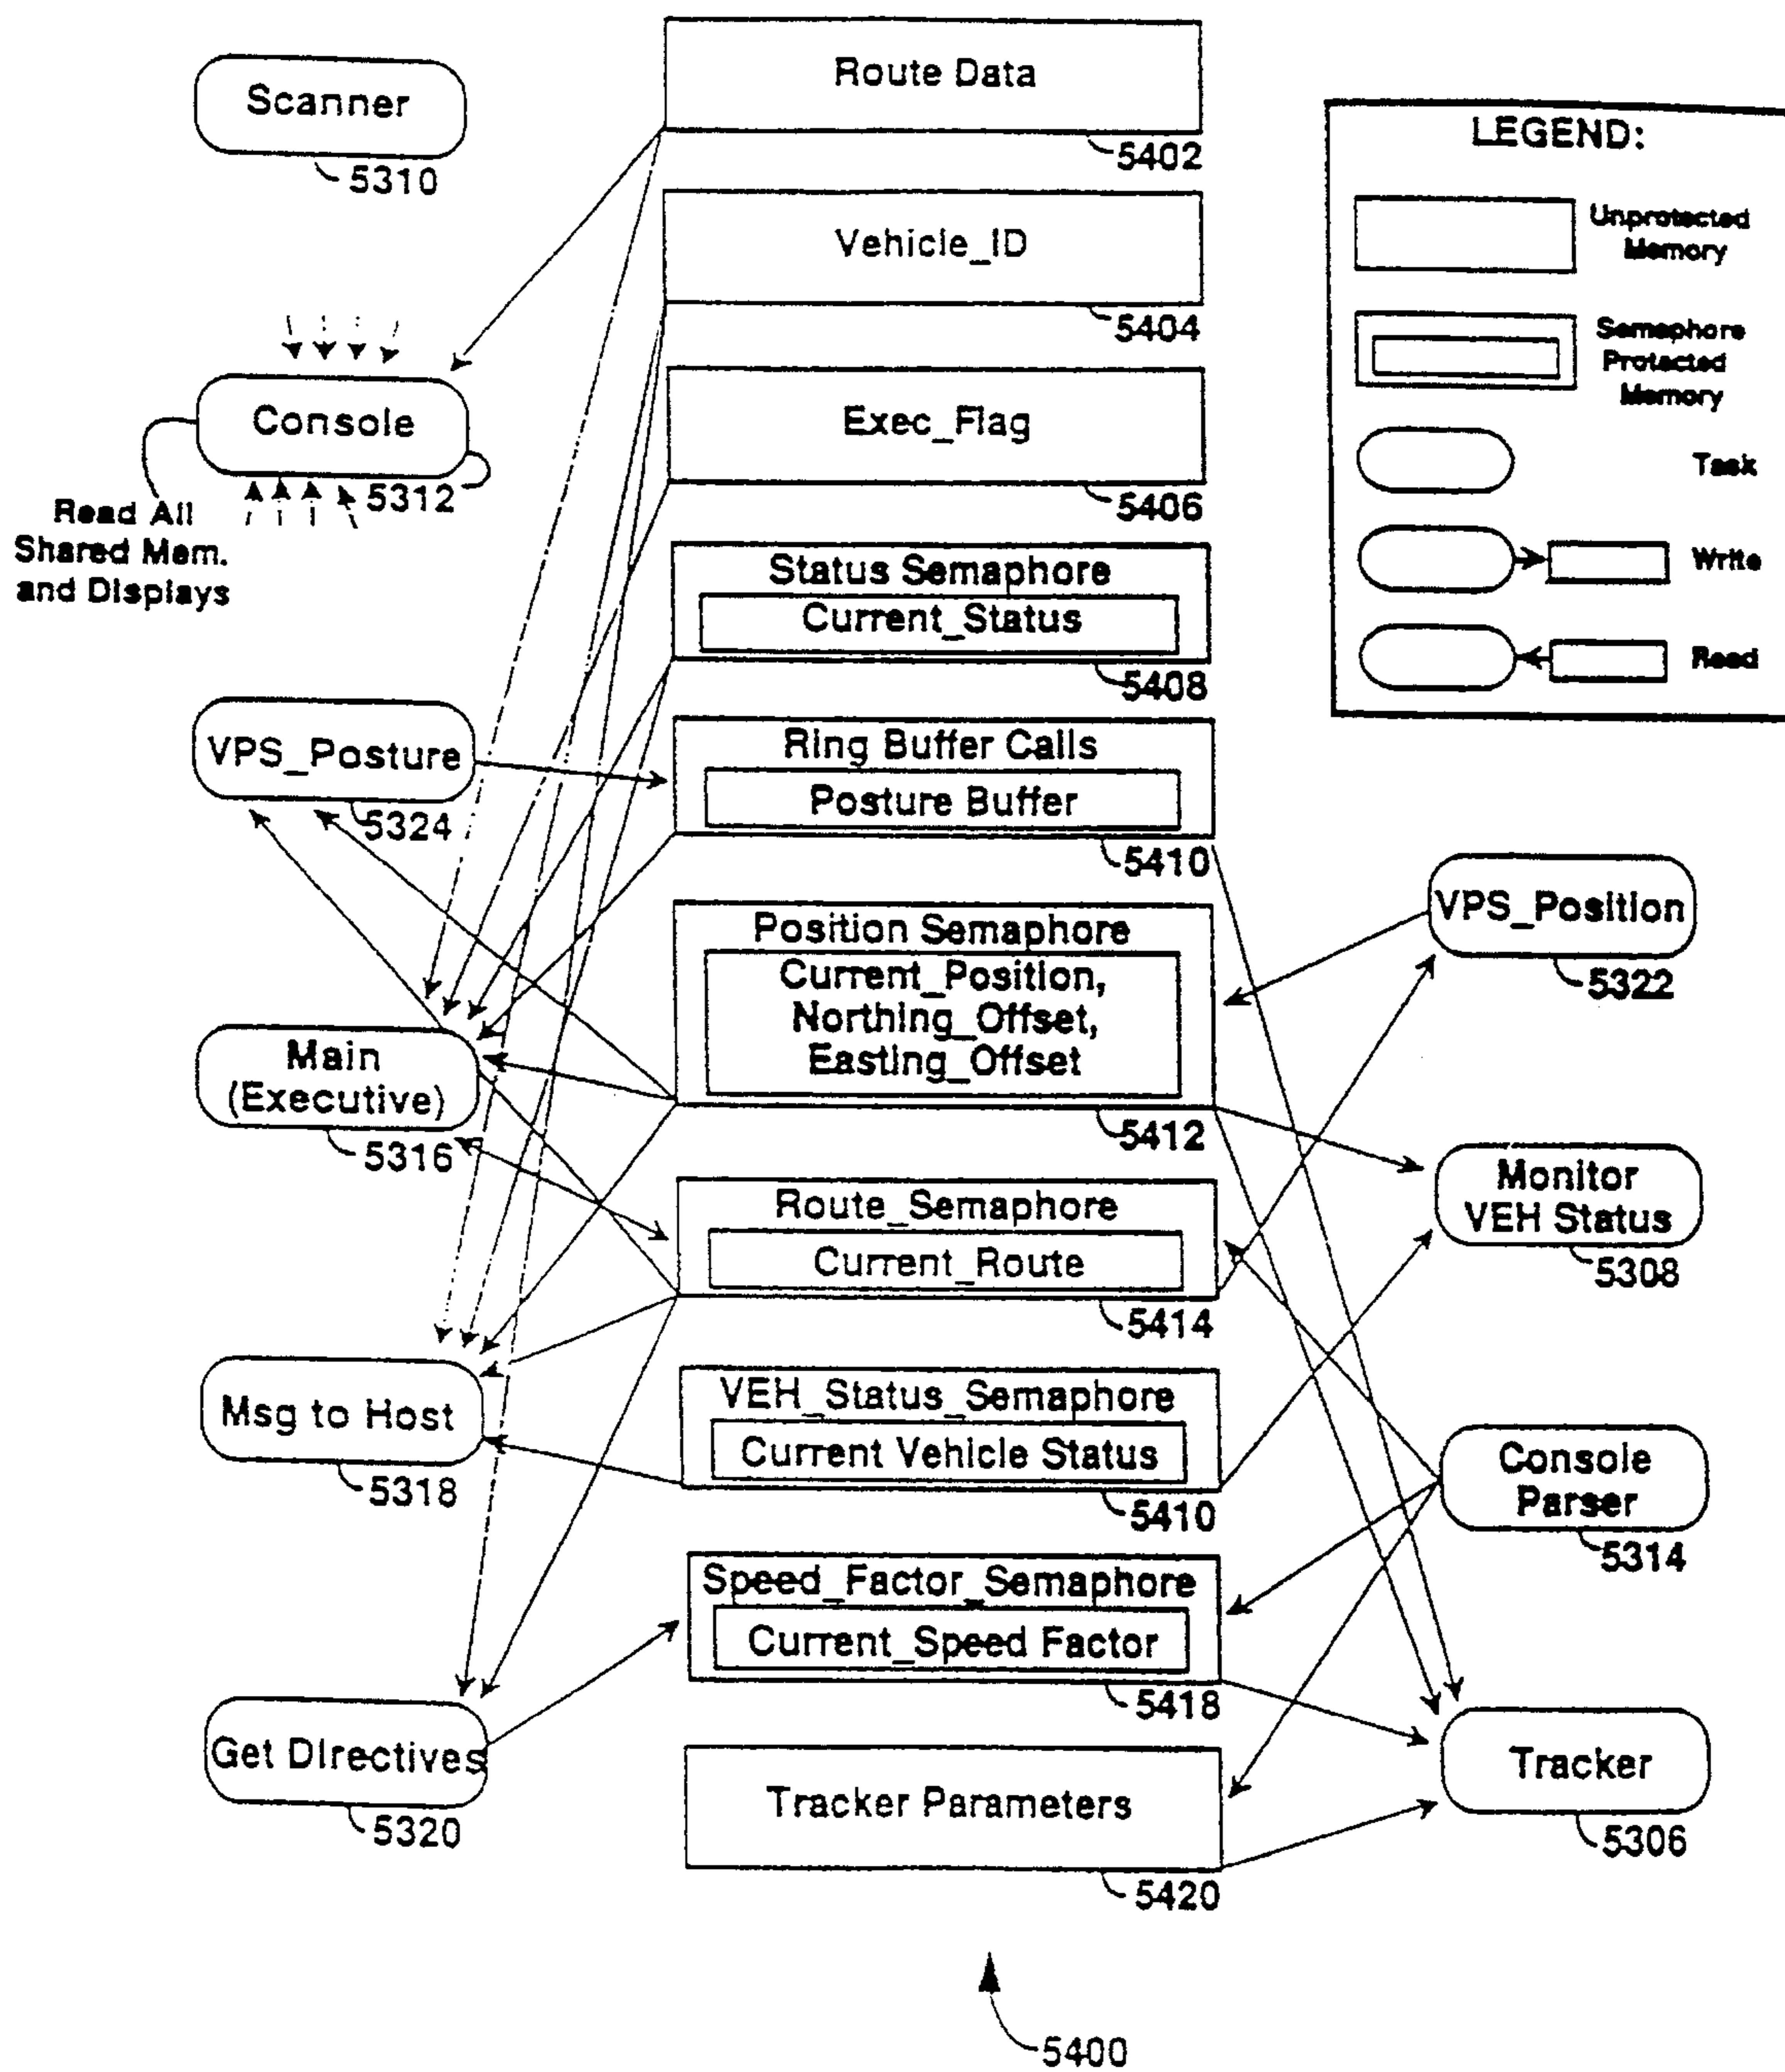 Scanner
5310
Console
5312
Read All
Shared Mem.
and Displays
VPS_Posture
5324
Main
(Executive)
5316
Msg to Host
5318
Get Directives
5320
Route Data
5402
Vehicle_ID
5404
Exec_Flag
5406
Status Semaphore
Current_Status
5408
Ring Buffer Calls
Posture Buffer
5410
Position Semaphore
Current_Position,
Northing_Offset,
Easting_Offset
5412
Route_Semaphore
Current_Route
5414
VEH_Status_Semaphore
Current Vehicle Status
5410
Speed_Factor_Semaphore
Current_Speed Factor
5418
Tracker Parameters
5420
5400
LEGEND:
Unprotected
Memory
Semaphore
Protected
Memory
Task
Write
Read
VPS_Position
5322
Monitor
VEH Status
5308
Console
Parser
5314
Tracker
5306